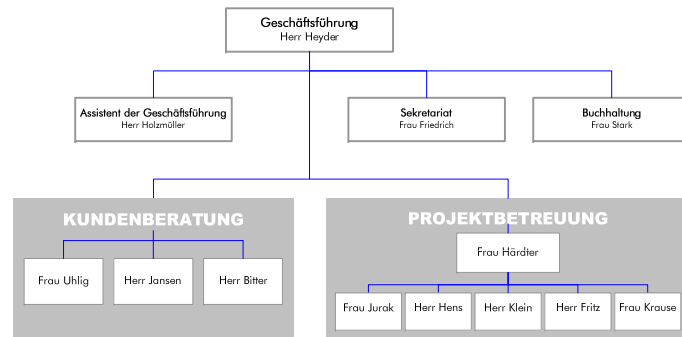 Geschäftsführung
Herr Heyder
Assistent der Geschäftsführung
Herr Holzmüller
Sekretariat
Frau Friedrich
Buchhaltung
Frau Stark
KUNDENBERATUNG
Frau Uhlig
Herr Jansen
Herr Bitter
PROJEKTBETREUUNG
Frau Härdter
Frau Jurak
Herr Hens
Herr Klein
Herr Fritz
Frau Krause